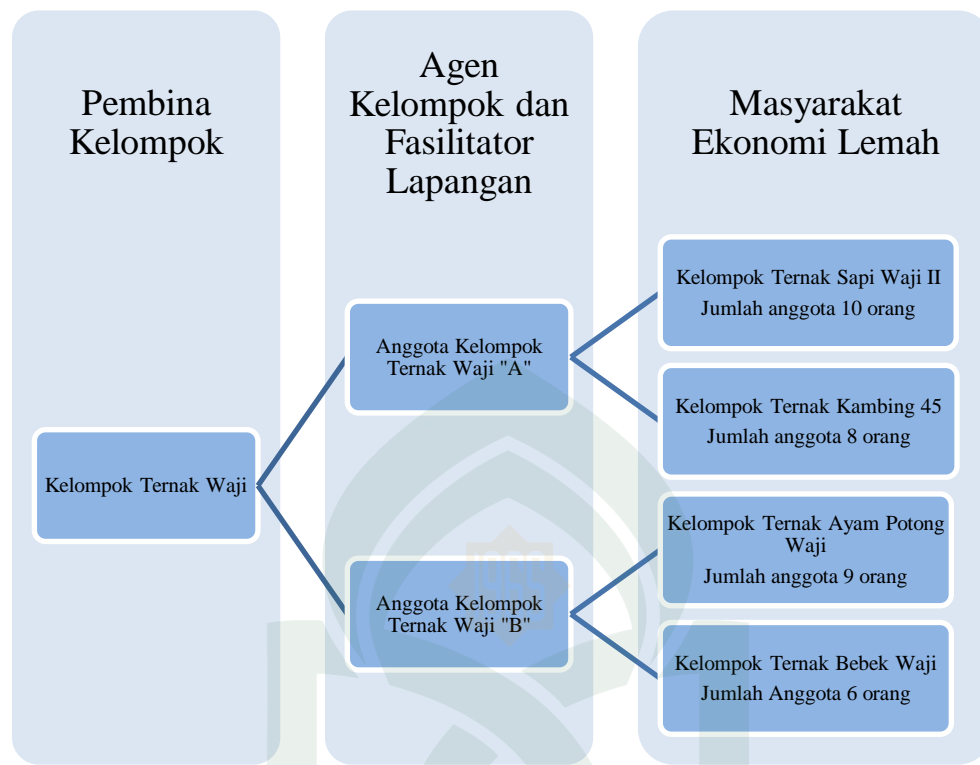 Pembina
Kelompok
Agen
Kelompok dan
Fasilitator
Lapangan
Masyarakat
Ekonomi Lemah
Kelompok Ternak Waji
Anggota Kelompok
Ternak Waji "A"
Anggota Kelompok
Ternak Waji "B"
Kelompok Ternak Sapi Waji II
Jumlah anggota 10 orang
Kelompok Ternak Kambing 45
Jumlah anggota 8 orang
Kelompok Ternak Ayam Potong
Waji
Jumlah anggota 9 orang
Kelompok Ternak Bebek Waji
Jumlah Anggota 6 orang